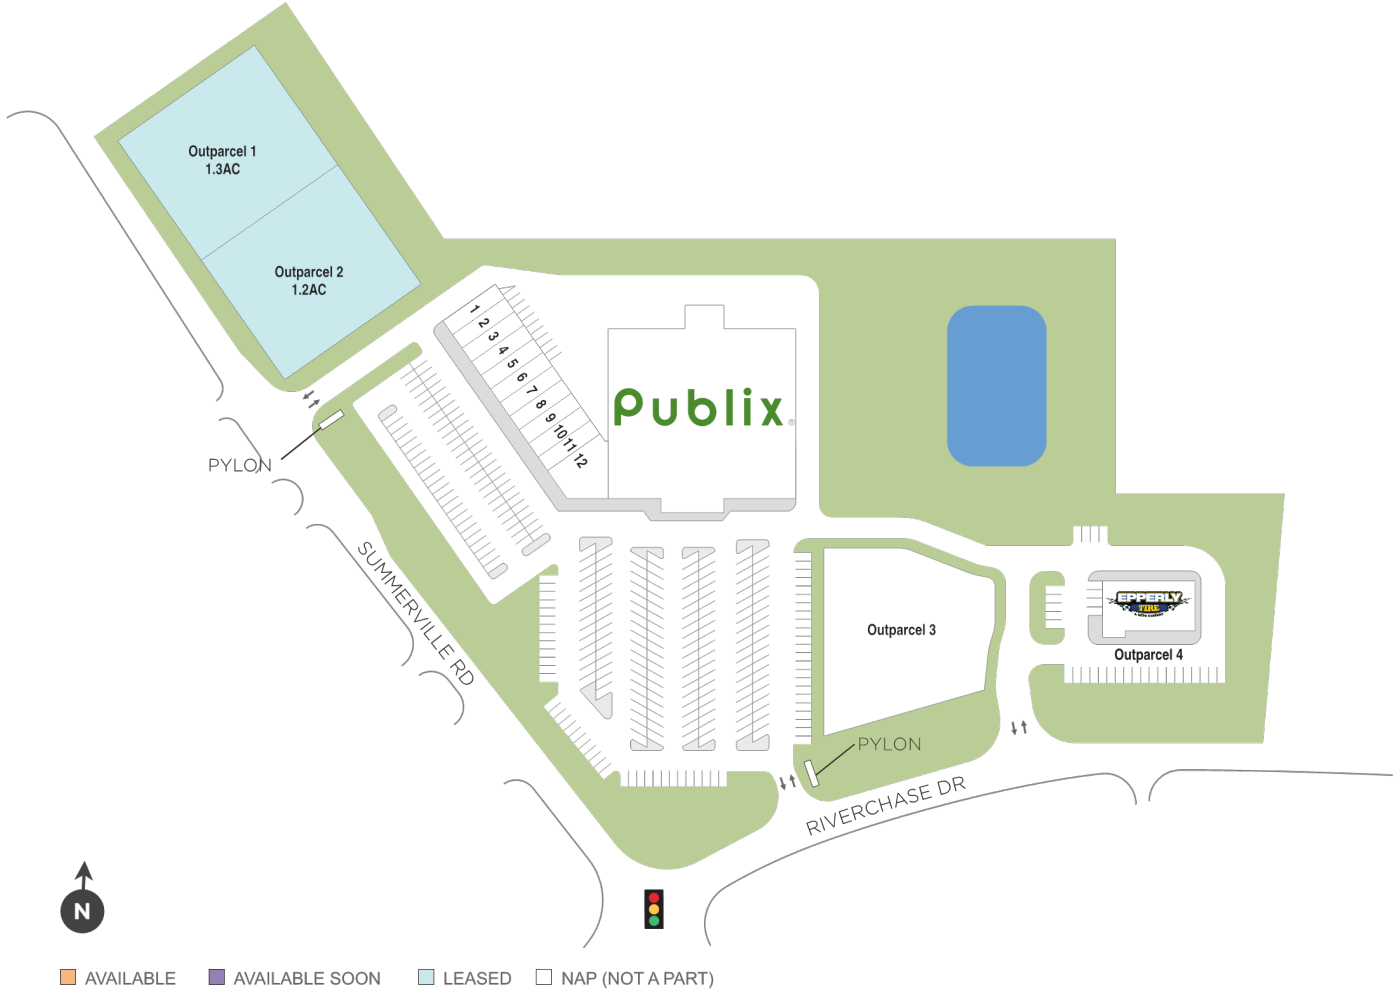 Outparcel 1
1.3AC
Outparcel 2
1.2AC
1
2
3
4
5
6
7
8
9
10
11
12
Publix®
PYLON
SUMMERVILLE RD
EPPERLY
TIRE
Outparcel 3
Outparcel 4
PYLON
RIVERCHASE DR
N
AVAILABLE
AVAILABLE SOON
LEASED
NAP (NOT A PART)